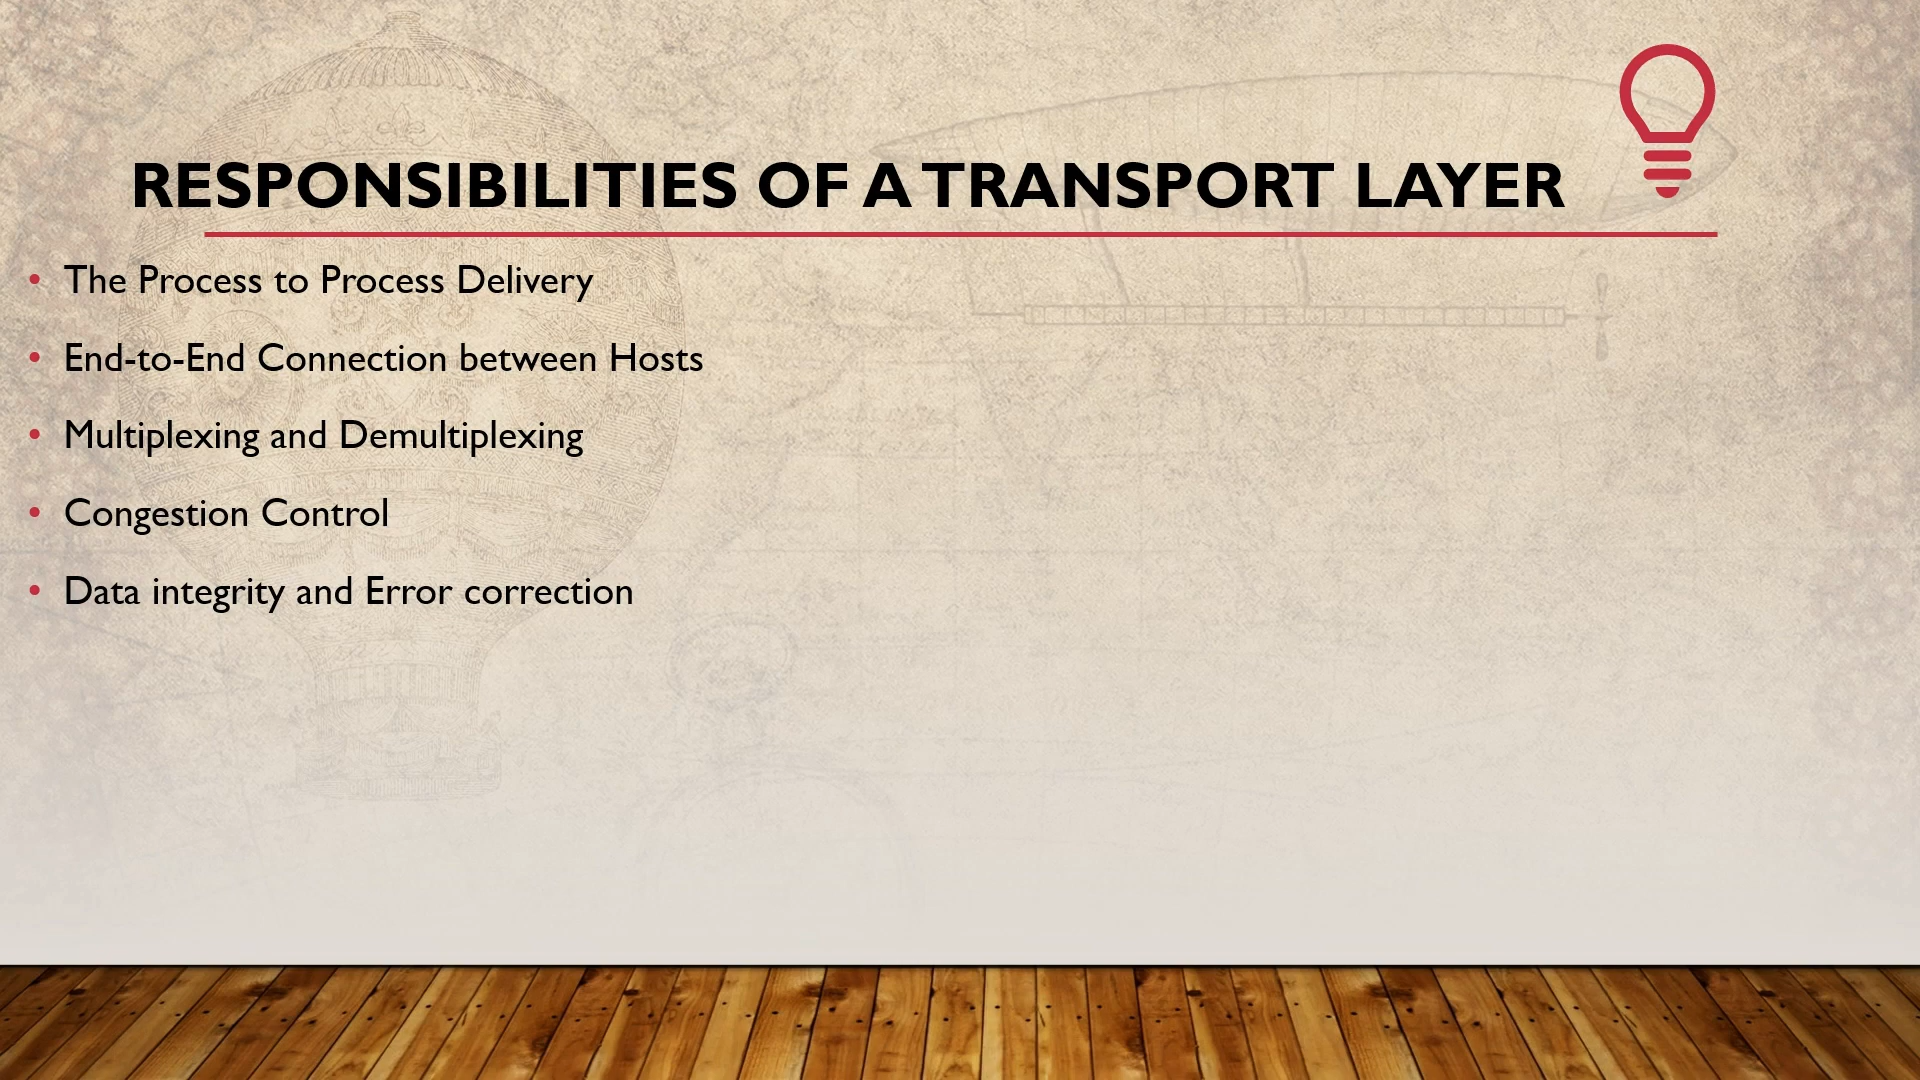 RESPONSIBILITIES OF A TRANSPORT LAYER
• The Process to Process Delivery
• End-to-End Connection between Hosts
• Multiplexing and Demultiplexing
• Congestion Control
• Data integrity and Error correction